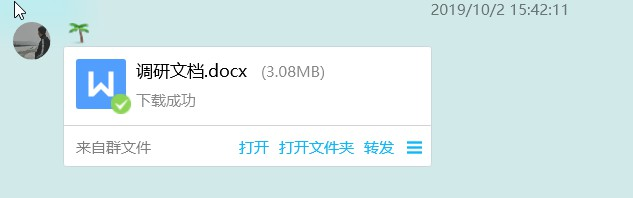 2019/10/2 15:42:11
🌴
调研文档.docx (3.08MB)
下载成功
来自群文件 打开 打开文件夹 转发